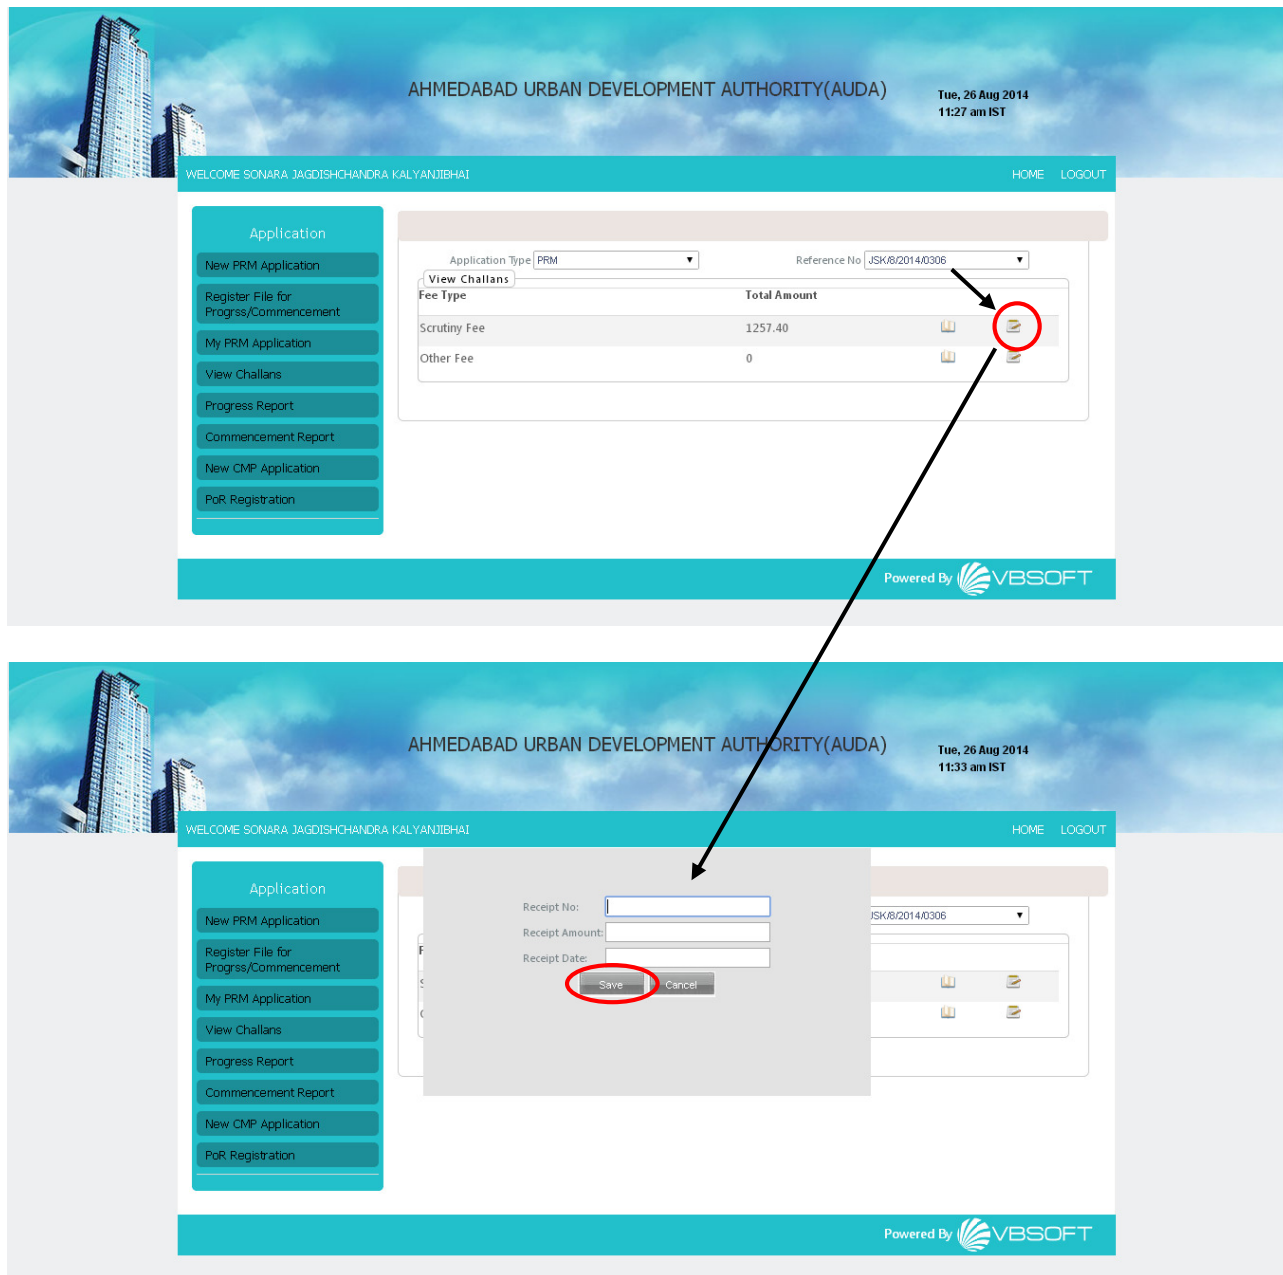 AHMEDABAD URBAN DEVELOPMENT AUTHORITY(AUDA)
Tue, 26 Aug 2014
11:27 am IST
WELCOME SONARA JAGDISHCHANDRA KALYANJIBHAI
HOME LOGOUT
Application
New PRM Application
Register File for
Progrss/Commencement
My PRM Application
View Challans
Progress Report
Commencement Report
New CMP Application
PoR Registration
Application Type PRM
Reference No JSK/8/2014/0306
View Challans
Fee Type Total Amount
Scrutiny Fee 1257.40
Other Fee 0
Powered By VBSOFT
AHMEDABAD URBAN DEVELOPMENT AUTHORITY(AUDA)
Tue, 26 Aug 2014
11:33 am IST
WELCOME SONARA JAGDISHCHANDRA KALYANJIBHAI
HOME LOGOUT
Application
New PRM Application
Register File for
Progrss/Commencement
My PRM Application
View Challans
Progress Report
Commencement Report
New CMP Application
PoR Registration
JSK/8/2014/0306
Receipt No:
Receipt Amount:
Receipt Date:
Save Cancel
Powered By VBSOFT